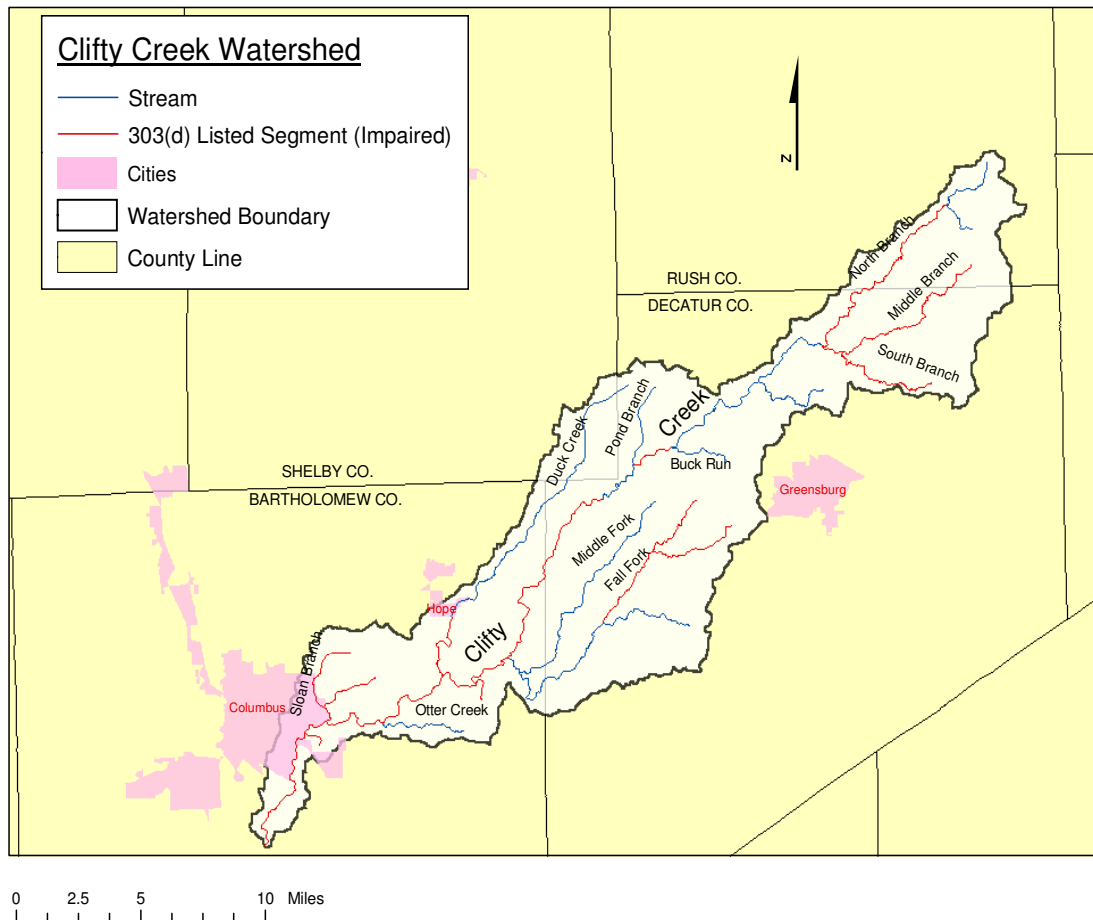 Clifty Creek Watershed
Stream
303(d) Listed Segment (Impaired)
Cities
Watershed Boundary
County Line
N
North Branch
RUSH CO.
Middle Branch
DECATUR CO.
South Branch
Creek
Pond Branch
Duck Creek
Buck Run
SHELBY CO.
BARTHOLOMEW CO.
Greensburg
Middle Fork
Fall Fork
Hope
Clifty
Sloan Branch
Columbus
Otter Creek
0 2.5 5 10 Miles